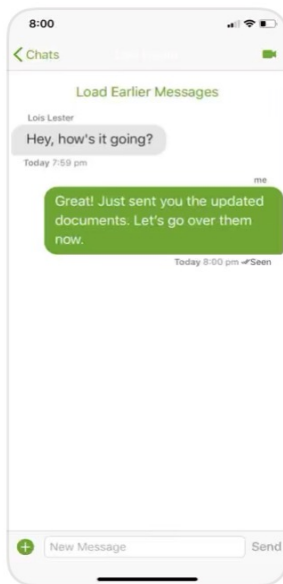 8:00
Chats
Load Earlier Messages
Lois Lester
Hey, how's it going?
Today 7:59 pm
me
Great! Just sent you the updated
documents. Let's go over them
now.
Today 8:00 pm Seen
New Message
Send